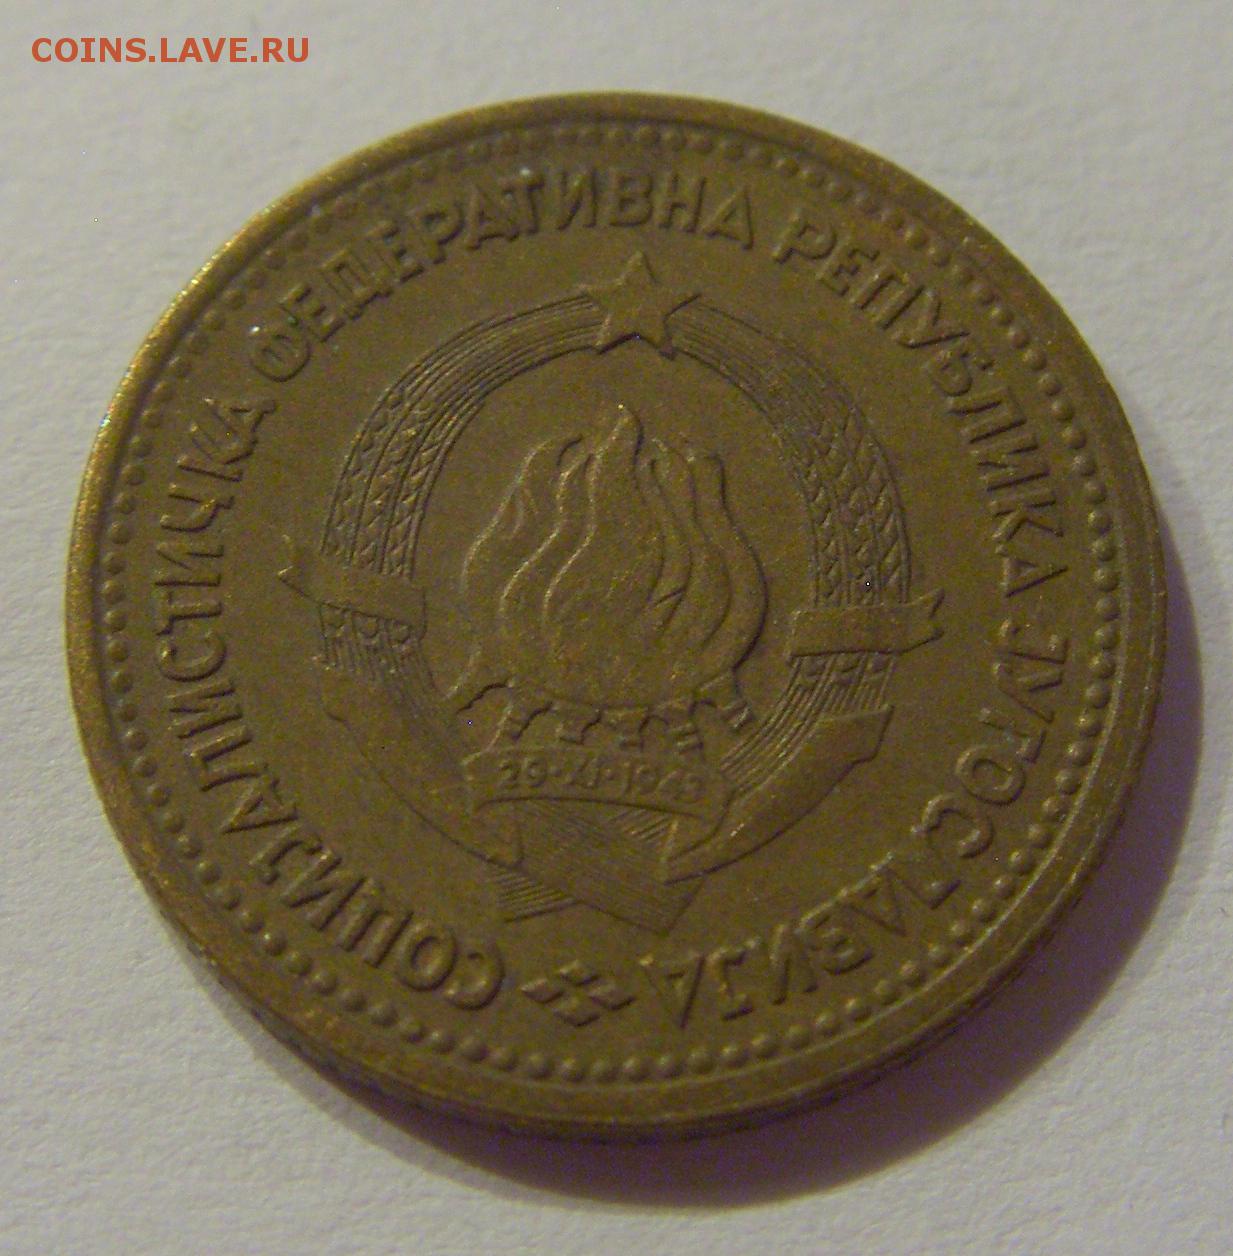 COINS.LAVE.RU
СОЦИЈАЛИСТИЧКА ФЕДЕРАТИВНА РЕПУБЛИКА ЈУГОСЛАВИЈА
29·XI·1943